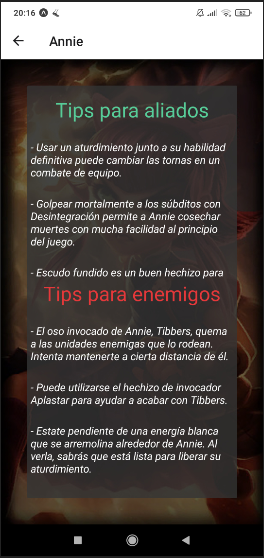 20:16
62
Annie
Tips para aliados
- Usar un aturdimiento junto a su habilidad
definitiva puede cambiar las tornas en un
combate de equipo.
- Golpear mortalmente a los súbditos con
Desintegración permite a Annie cosechar
muertes con mucha facilidad al principio
del juego.
- Escudo fundido es un buen hechizo para
Tips para enemigos
- El oso invocado de Annie, Tibbers, quema
a las unidades enemigas que lo rodean.
Intenta mantenerte a cierta distancia de él.
- Puede utilizarse el hechizo de invocador
Aplastar para ayudar a acabar con Tibbers.
- Estate pendiente de una energía blanca
que se arremolina alrededor de Annie. Al
verla, sabrás que está lista para liberar su
aturdimiento.